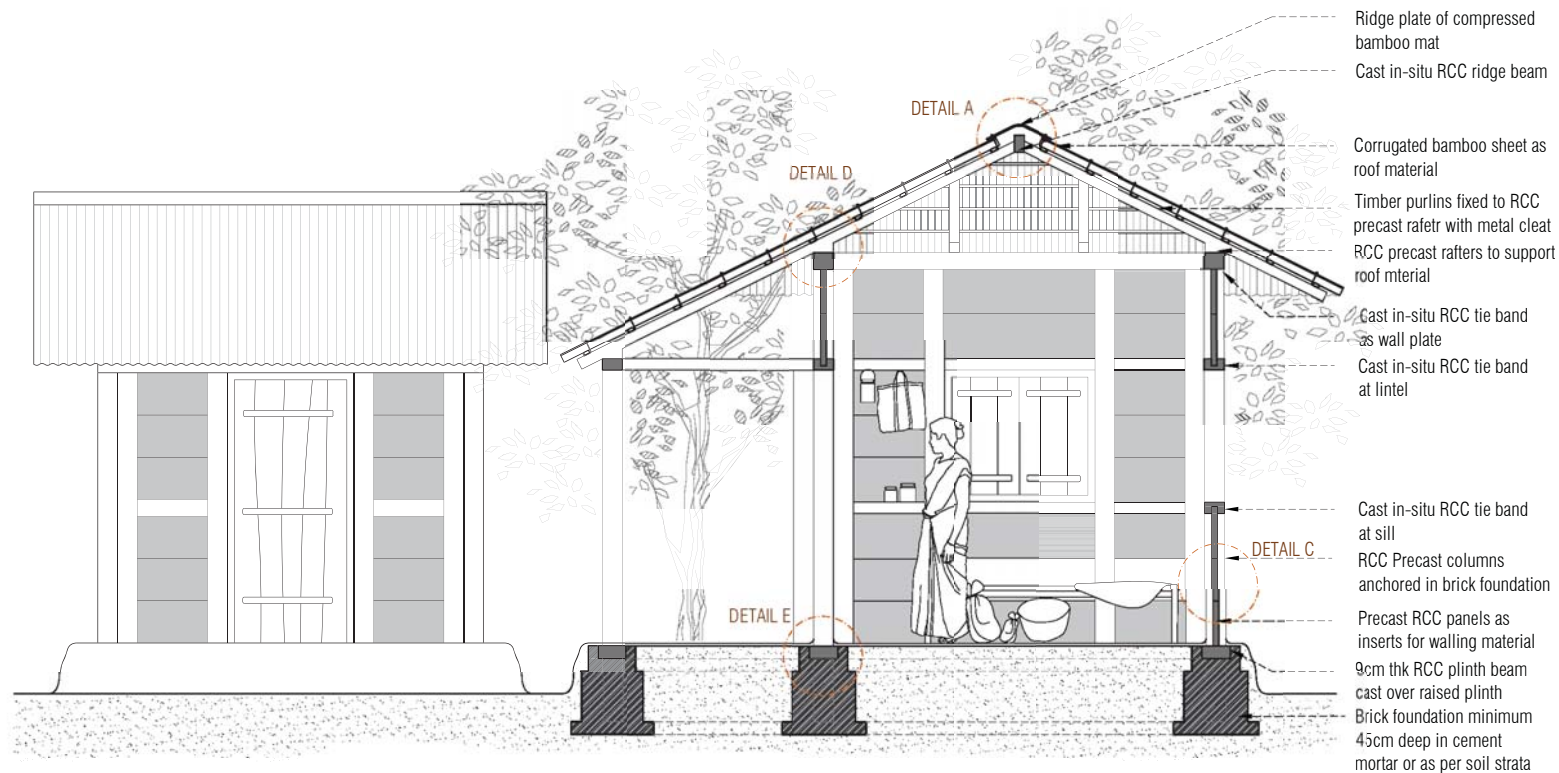 Ridge plate of compressed
bamboo mat
Cast in-situ RCC ridge beam
DETAIL A
Corrugated bamboo sheet as
roof material
DETAIL D
Timber purlins fixed to RCC
precast rafetr with metal cleat
RCC precast rafters to support
roof mterial
Cast in-situ RCC tie band
as wall plate
Cast in-situ RCC tie band
at lintel
Cast in-situ RCC tie band
at sill
DETAIL C
RCC Precast columns
anchored in brick foundation
DETAIL E
Precast RCC panels as
inserts for walling material
9cm thk RCC plinth beam
cast over raised plinth
Brick foundation minimum
45cm deep in cement
mortar or as per soil strata